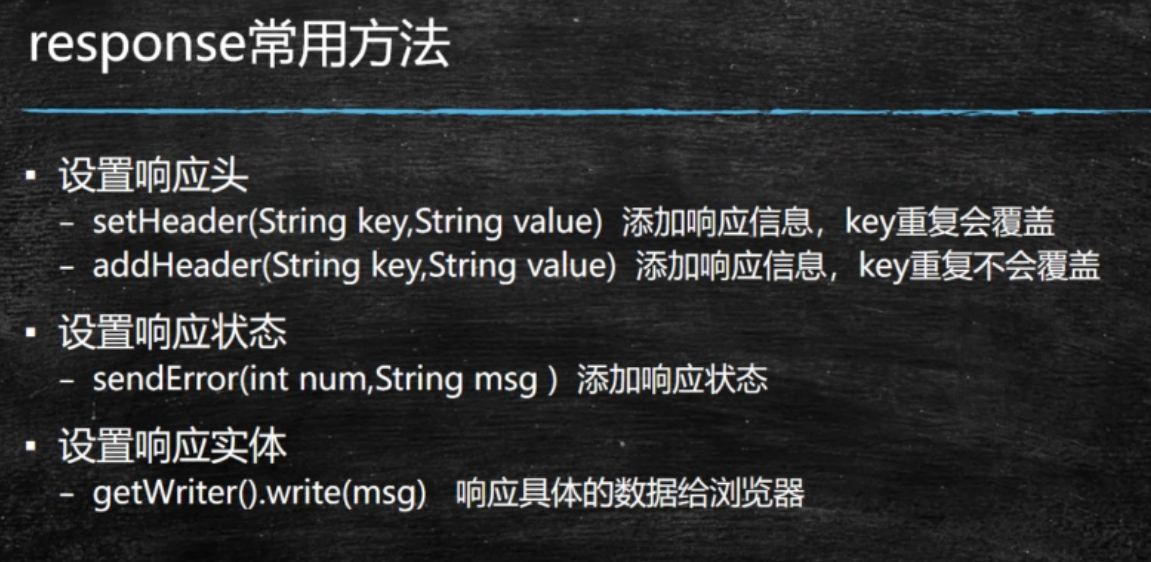 response常用方法
▪ 设置响应头
– setHeader(String key,String value) 添加响应信息，key重复会覆盖
– addHeader(String key,String value) 添加响应信息，key重复不会覆盖
▪ 设置响应状态
– sendError(int num,String msg ) 添加响应状态
▪ 设置响应实体
– getWriter().write(msg) 响应具体的数据给浏览器